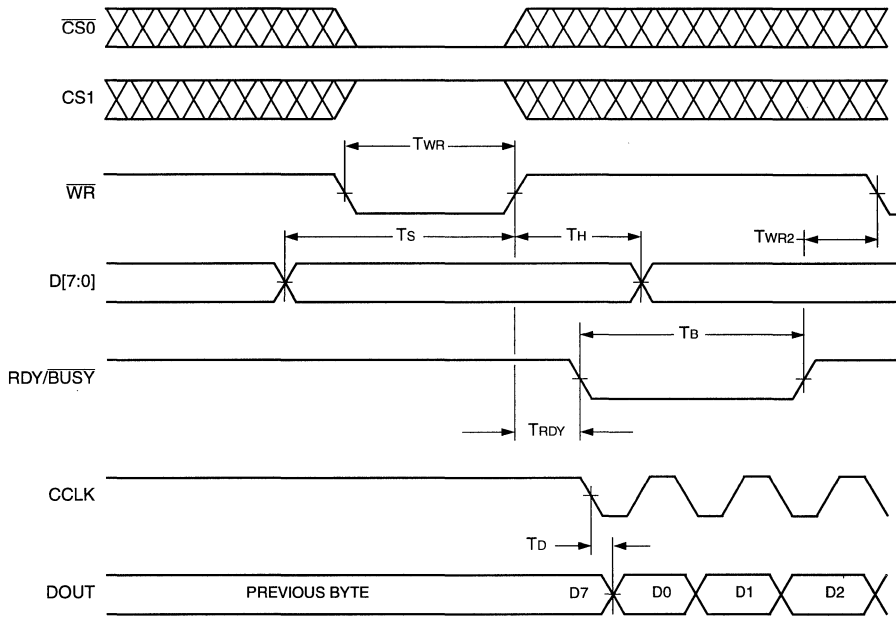 CS0
CS1
TWR
WR
TS
TH
TWR2
D[7:0]
TB
RDY/BUSY
TRDY
CCLK
TD
DOUT
PREVIOUS BYTE
D7
D0
D1
D2